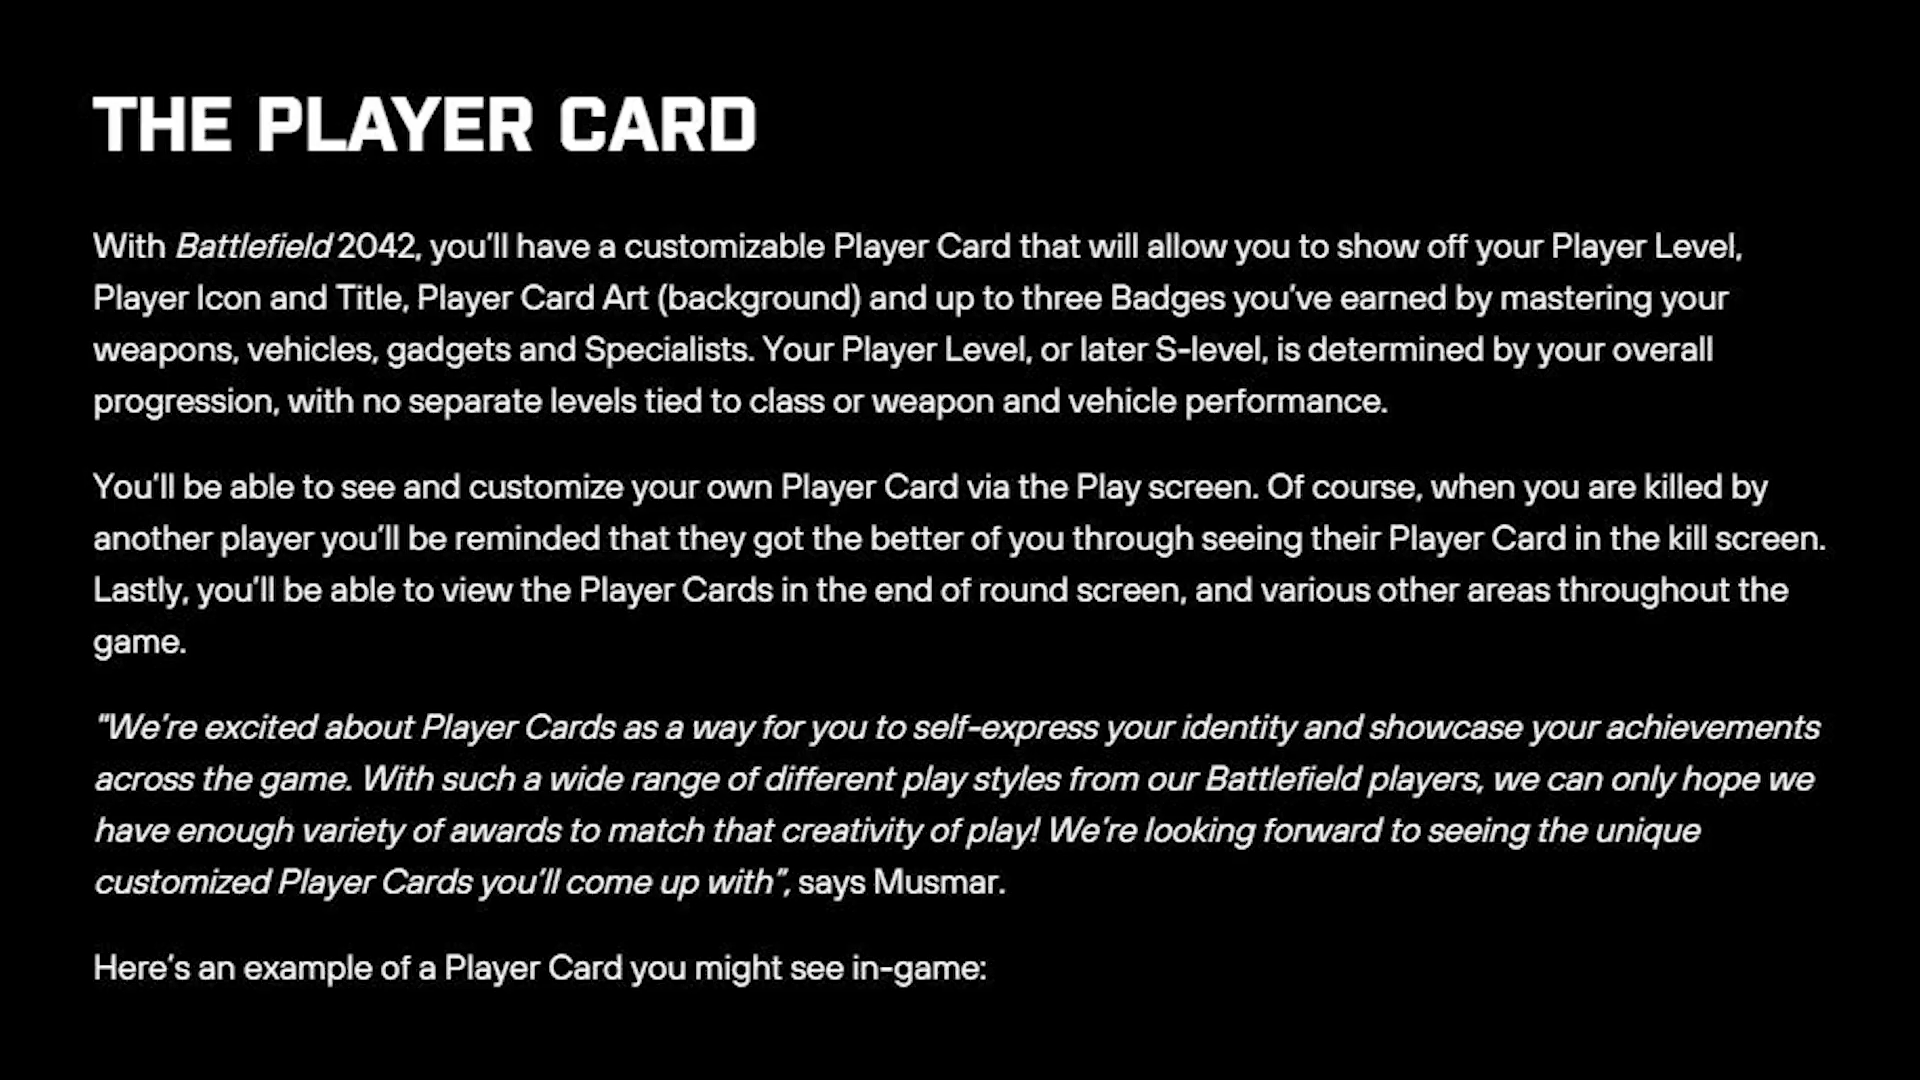 THE PLAYER CARD
With Battlefield 2042, you’ll have a customizable Player Card that will allow you to show off your Player Level,
Player Icon and Title, Player Card Art (background) and up to three Badges you’ve earned by mastering your
weapons, vehicles, gadgets and Specialists. Your Player Level, or later S-level, is determined by your overall
progression, with no separate levels tied to class or weapon and vehicle performance.
You’ll be able to see and customize your own Player Card via the Play screen. Of course, when you are killed by
another player you’ll be reminded that they got the better of you through seeing their Player Card in the kill screen.
Lastly, you’ll be able to view the Player Cards in the end of round screen, and various other areas throughout the
game.
“We’re excited about Player Cards as a way for you to self-express your identity and showcase your achievements
across the game. With such a wide range of different play styles from our Battlefield players, we can only hope we
have enough variety of awards to match that creativity of play! We’re looking forward to seeing the unique
customized Player Cards you’ll come up with”, says Musmar.
Here’s an example of a Player Card you might see in-game: